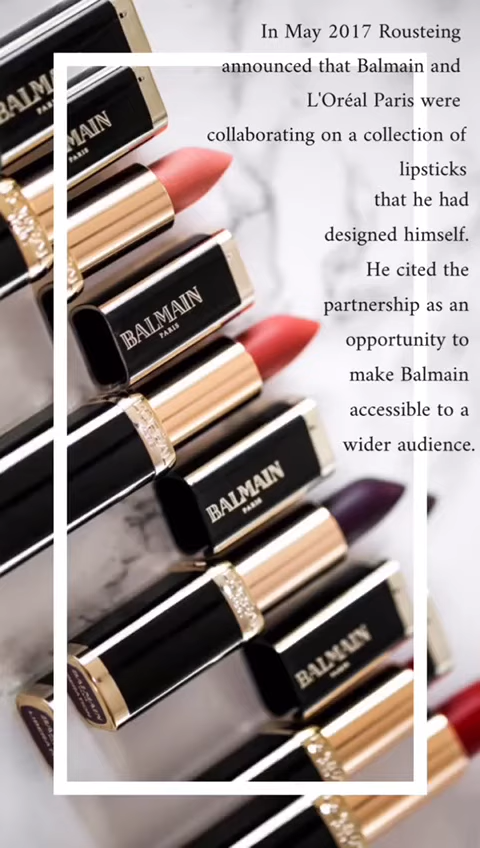 In May 2017 Rousteing
announced that Balmain and
L'Oréal Paris were
collaborating on a collection of
lipsticks
that he had
designed himself.
He cited the
partnership as an
opportunity to
make Balmain
accessible to a
wider audience.
BALMAIN
MAIN
PARIS
BALMAIN
PARIS
BALMAIN
PARIS
BALMAIN
PARIS